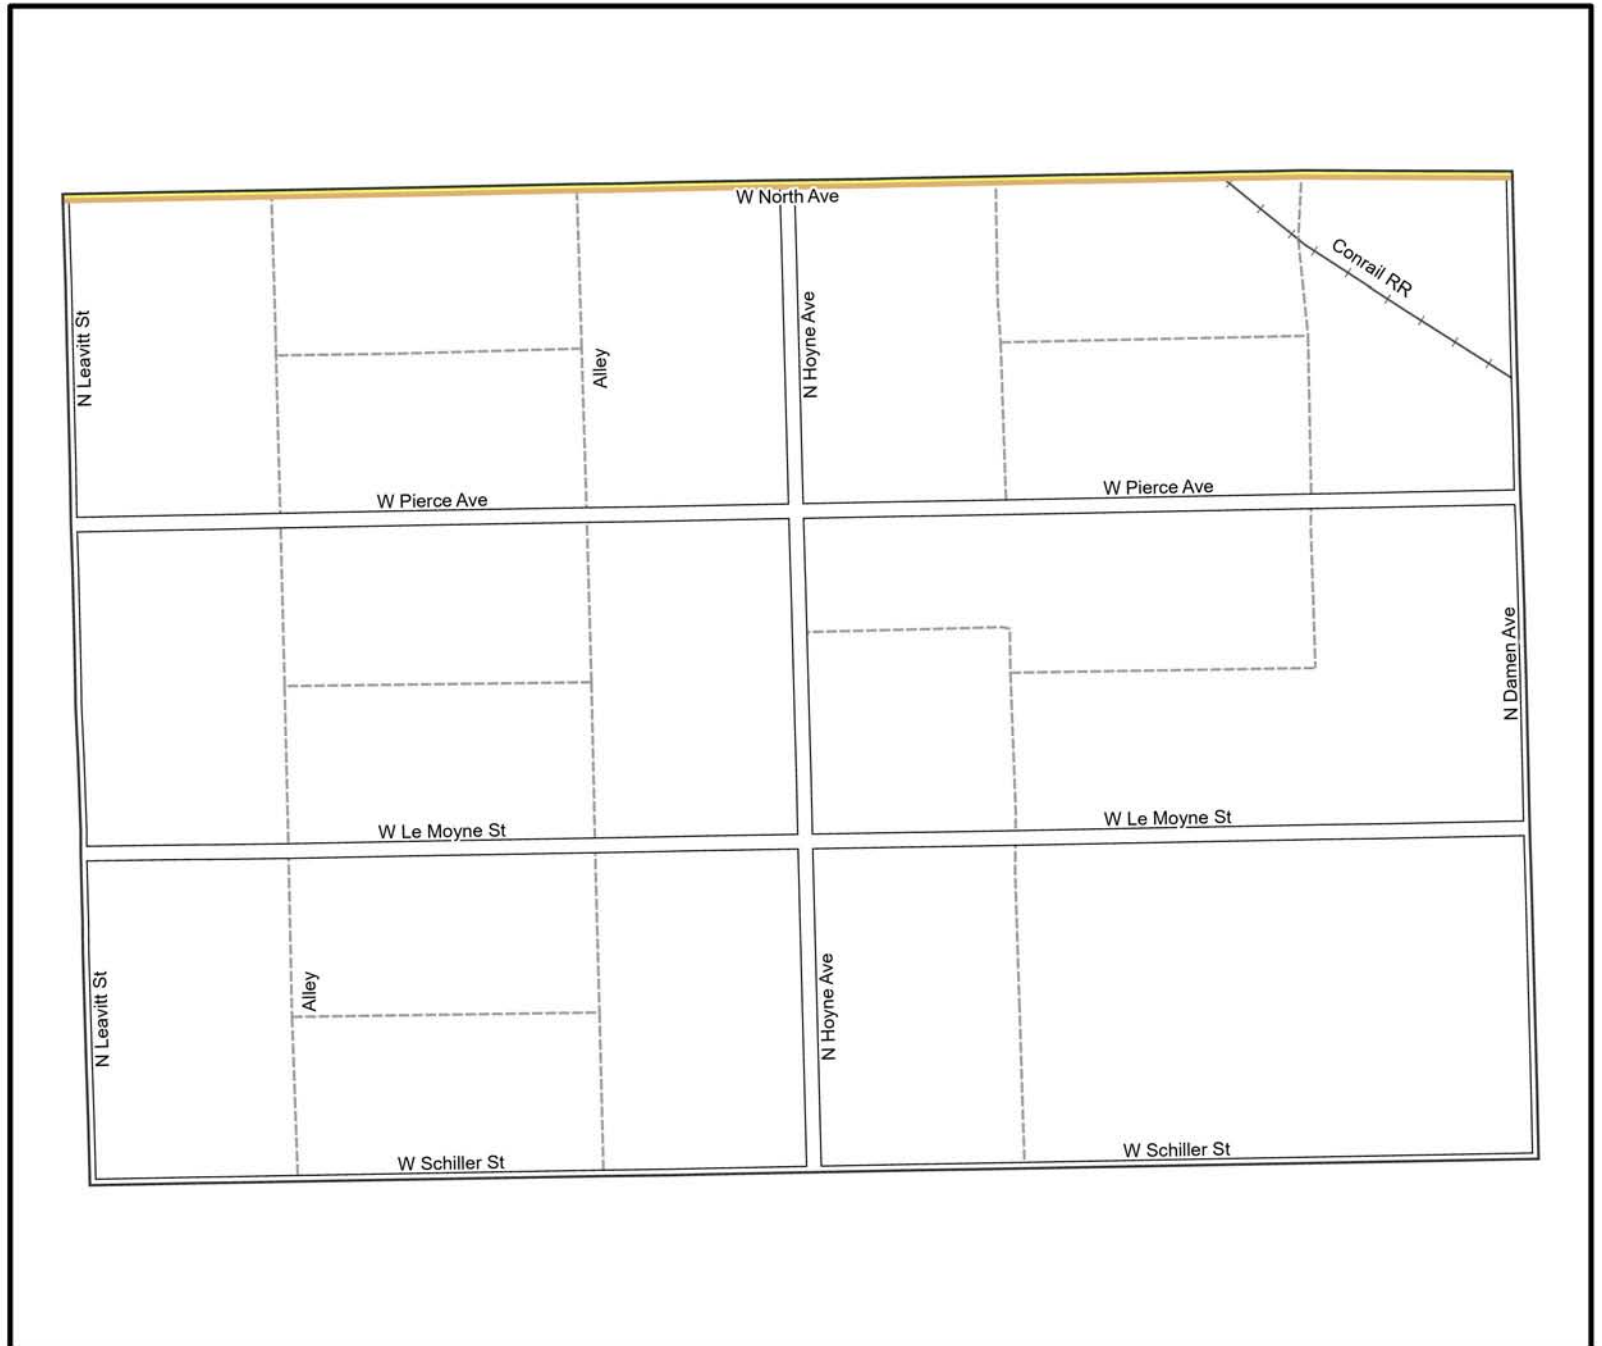 W North Ave
Conrail RR
N Leavitt St
Alley
N Hoyne Ave
W Pierce Ave
W Pierce Ave
N Damen Ave
W Le Moyne St
W Le Moyne St
N Leavitt St
Alley
N Hoyne Ave
W Schiller St
W Schiller St